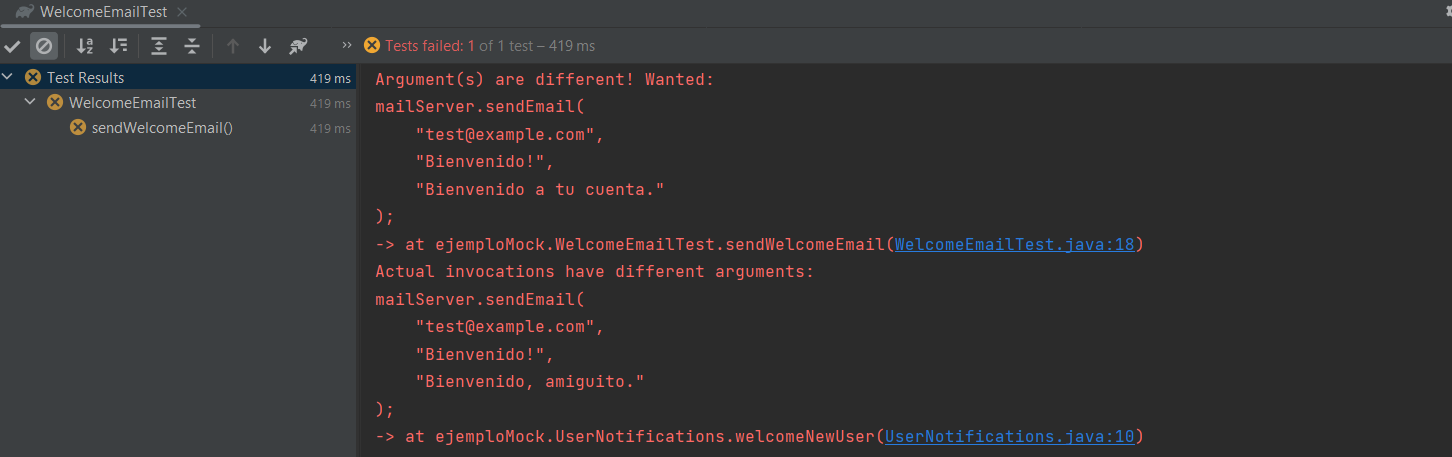 WelcomeEmailTest
Tests failed: 1 of 1 test – 419 ms
Test Results 419 ms
WelcomeEmailTest 419 ms
sendWelcomeEmail() 419 ms
Argument(s) are different! Wanted:
mailServer.sendEmail(
    "test@example.com",
    "Bienvenido!",
    "Bienvenido a tu cuenta."
);
-> at ejemploMock.WelcomeEmailTest.sendWelcomeEmail(WelcomeEmailTest.java:18)
Actual invocations have different arguments:
mailServer.sendEmail(
    "test@example.com",
    "Bienvenido!",
    "Bienvenido, amiguito."
);
-> at ejemploMock.UserNotifications.welcomeNewUser(UserNotifications.java:10)